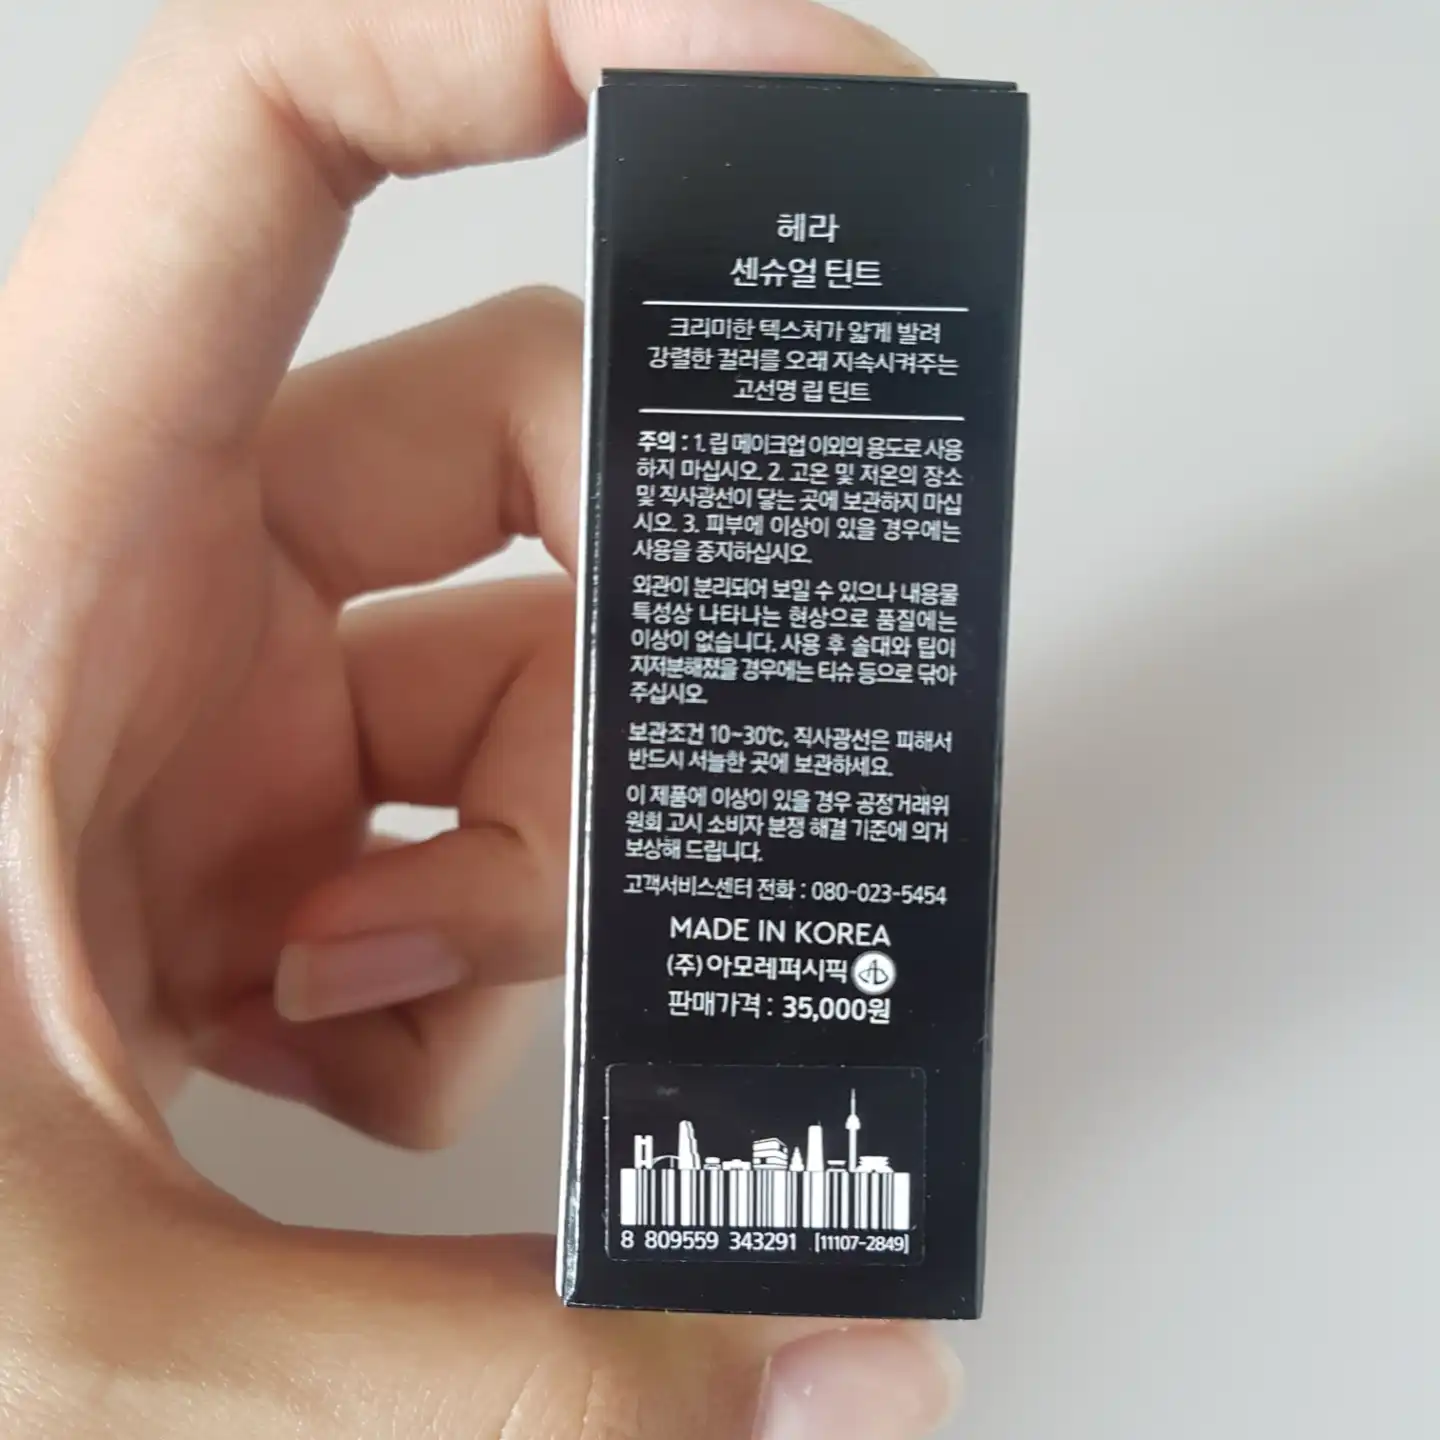 헤라
센슈얼 틴트
크리미한 텍스처가 얇게 발려
강렬한 컬러를 오래 지속시켜주는
고선명 립 틴트
주의 : 1. 립 메이크업 이외의 용도로 사용
하지 마십시오. 2. 고온 및 저온의 장소
및 직사광선이 닿는 곳에 보관하지 마십
시오. 3. 피부에 이상이 있을 경우에는
사용을 중지하십시오.
외관이 분리되어 보일 수 있으나 내용물
특성상 나타나는 현상으로 품질에는
이상이 없습니다. 사용 후 솔대와 팁이
지저분해졌을 경우에는 티슈 등으로 닦아
주십시오.
보관조건 10~30℃, 직사광선은 피해서
반드시 서늘한 곳에 보관하세요.
이 제품에 이상이 있을 경우 공정거래위
원회 고시 소비자 분쟁 해결 기준에 의거
보상해 드립니다.
고객서비스센터 전화 : 080-023-5454
MADE IN KOREA
(주)아모레퍼시픽
판매가격 : 35,000원
8 809559 343291 [11107-2849]